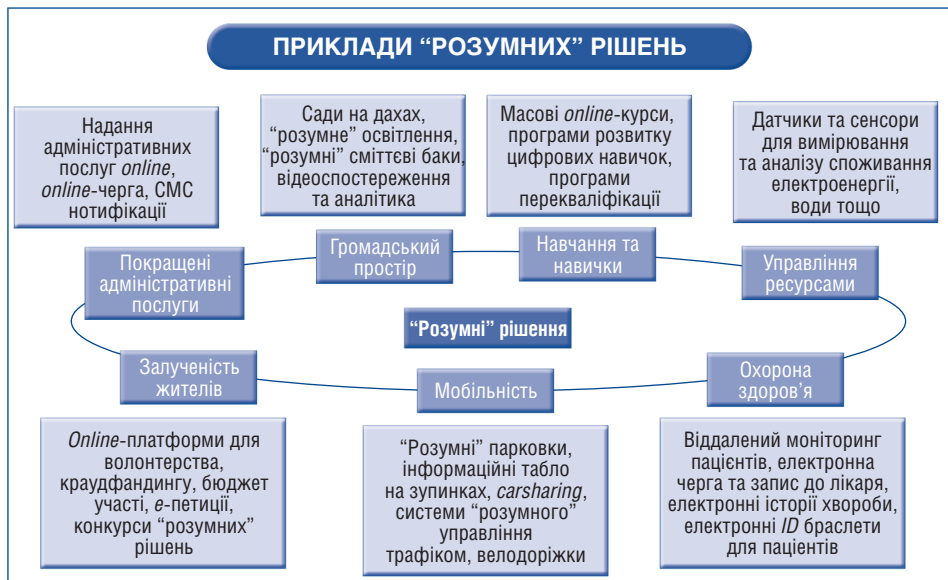 ПРИКЛАДИ “РОЗУМНИХ” РІШЕНЬ
Надання
адміністративних
послуг online,
online-черга, СМС
нотифікації
Сади на дахах,
“розумне” освітлення,
“розумні” сміттєві баки,
відеоспостереження
та аналітика
Масові online-курси,
програми розвитку
цифрових навичок,
програми
перекваліфікації
Датчики та сенсори
для вимірювання
та аналізу споживання
електроенергії,
води тощо
Покращені
адміністративні
послуги
Громадський
простір
Навчання та
навички
Управління
ресурсами
“Розумні” рішення
Залученість
жителів
Мобільність
Охорона
здоров’я
Online-платформи для
волонтерства,
краудфандингу, бюджет
участі, e-петиції,
конкурси “розумних”
рішень
“Розумні” парковки,
інформаційні табло
на зупинках, carsharing,
системи “розумного”
управління
трафіком, велодоріжки
Віддалений моніторинг
пацієнтів, електронна
черга та запис до лікаря,
електронні історії хвороби,
електронні ID браслети
для пацієнтів